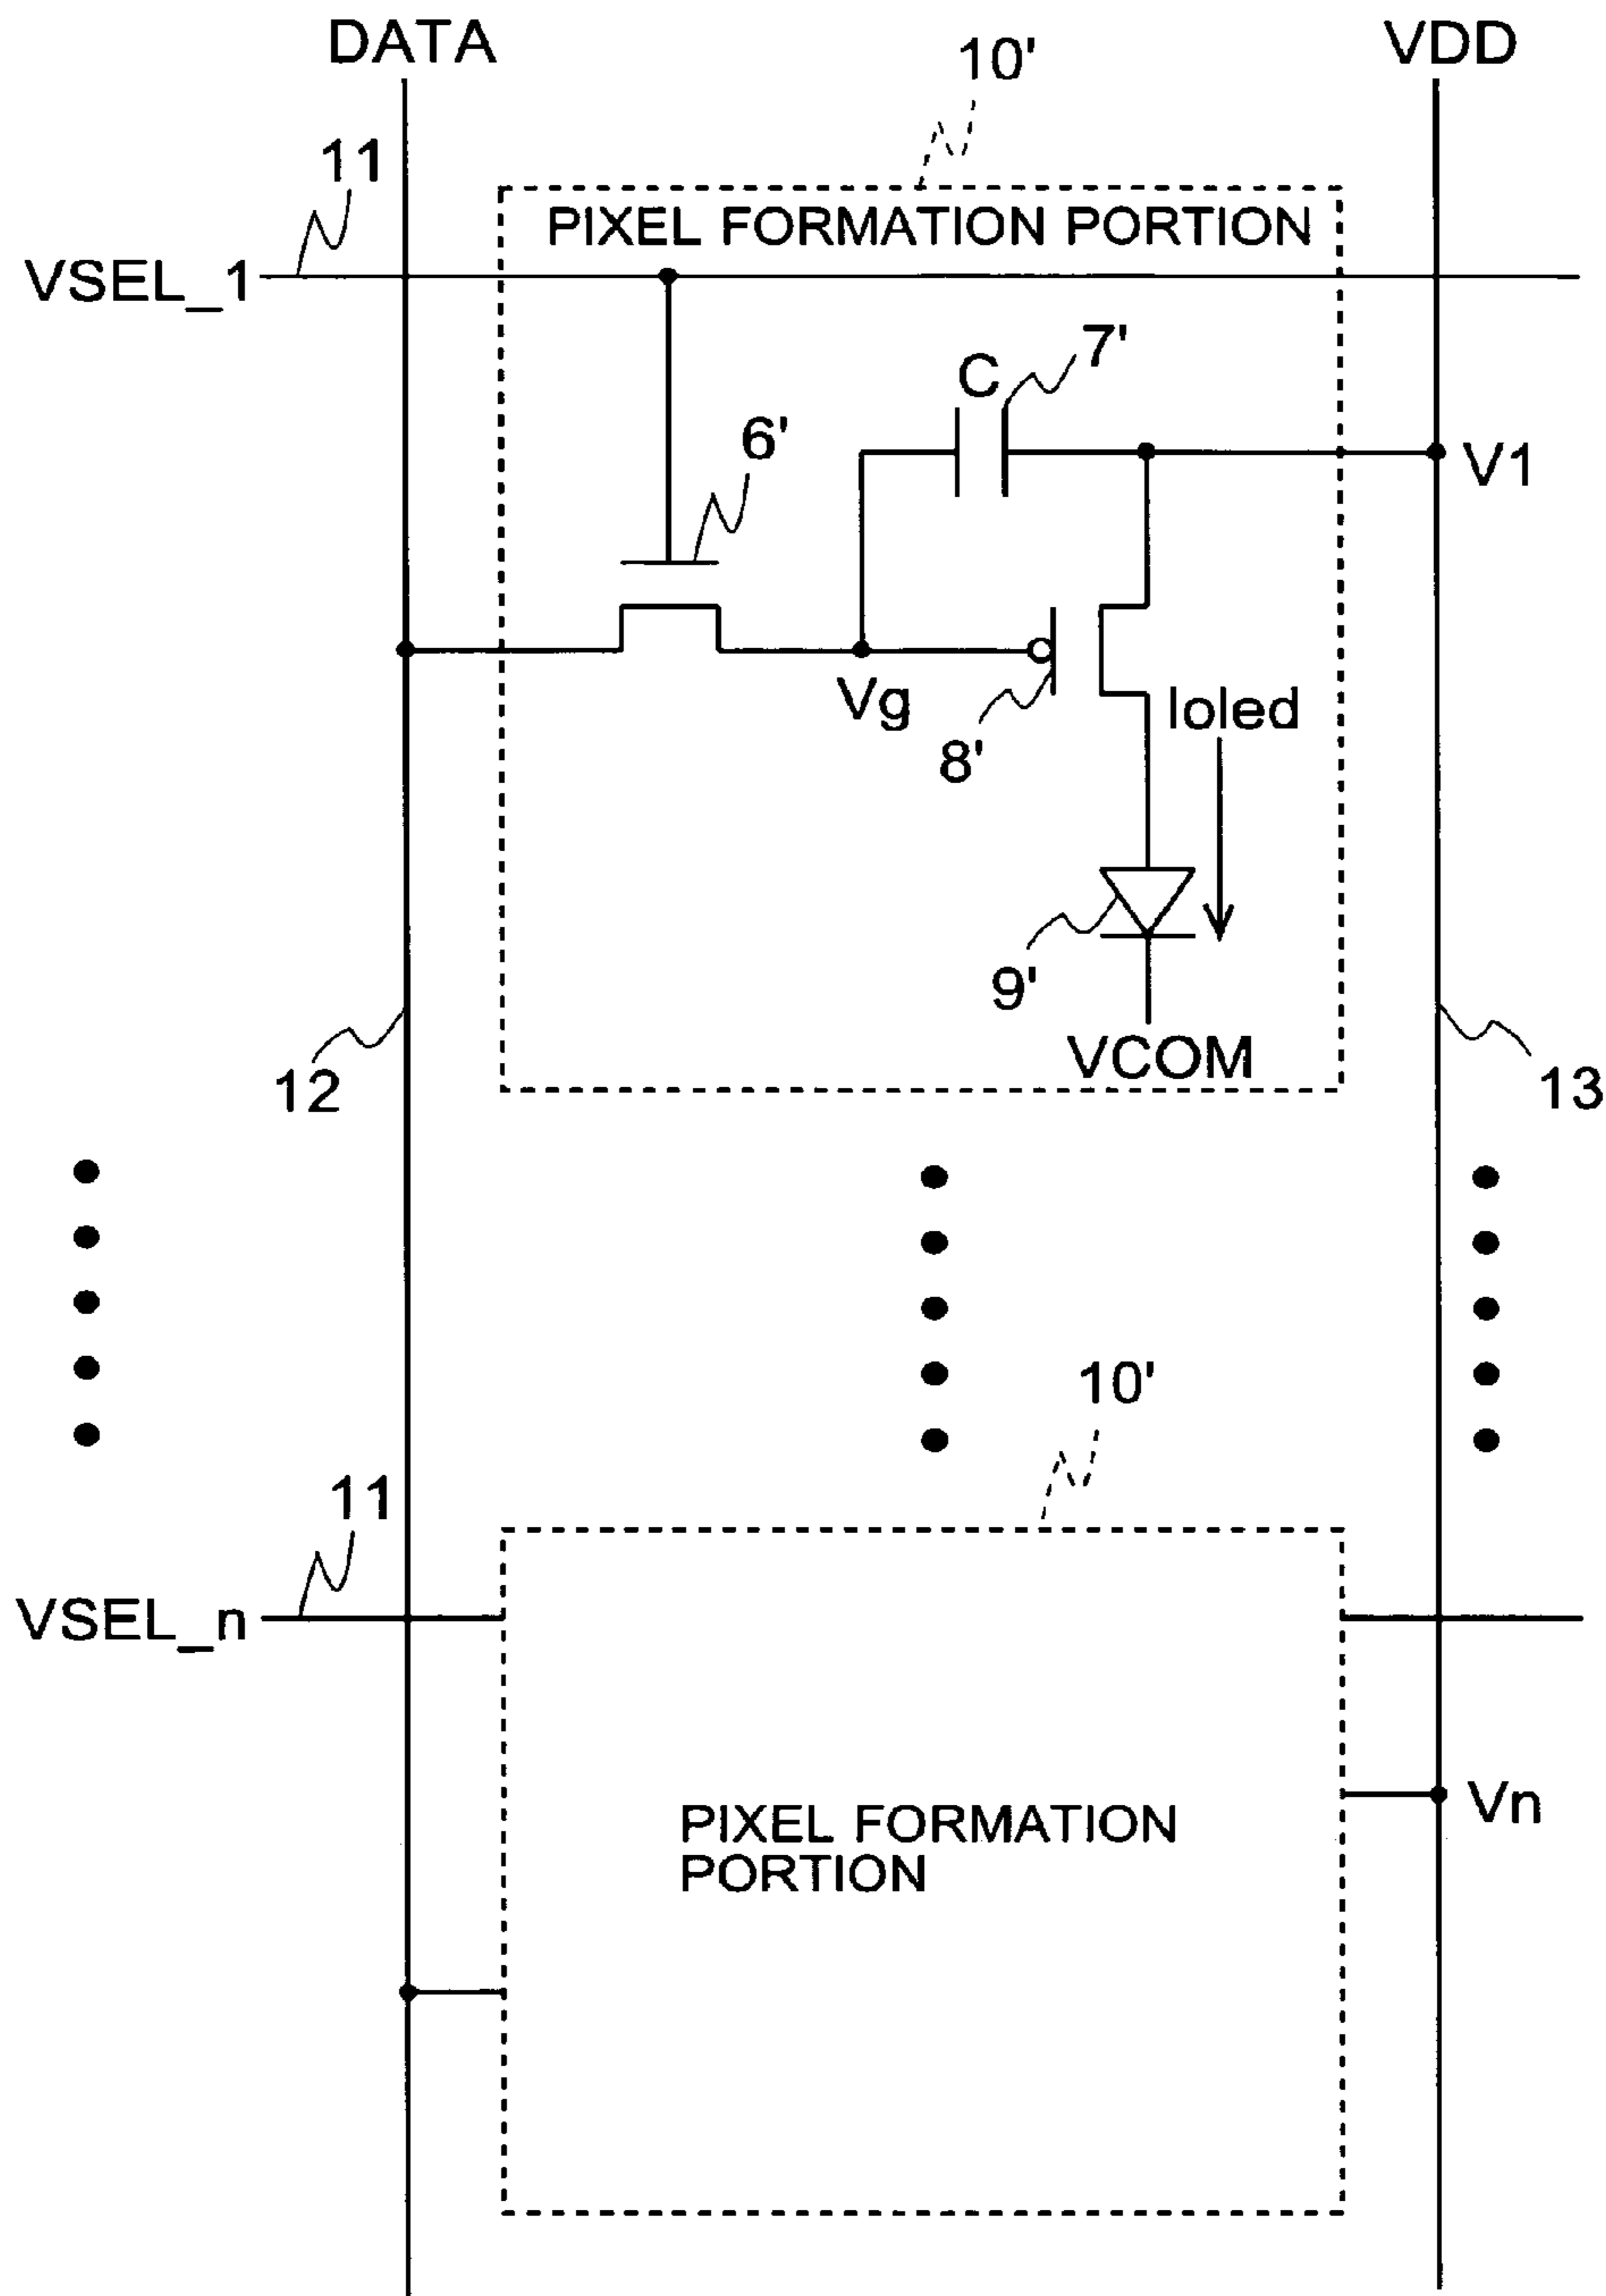 DATA
VDD
10'
11
PIXEL FORMATION PORTION
VSEL_1
C
7'
6'
V1
Vg
Ioled
8'
9'
VCOM
12
13
10'
11
VSEL_n
Vn
PIXEL FORMATION
PORTION